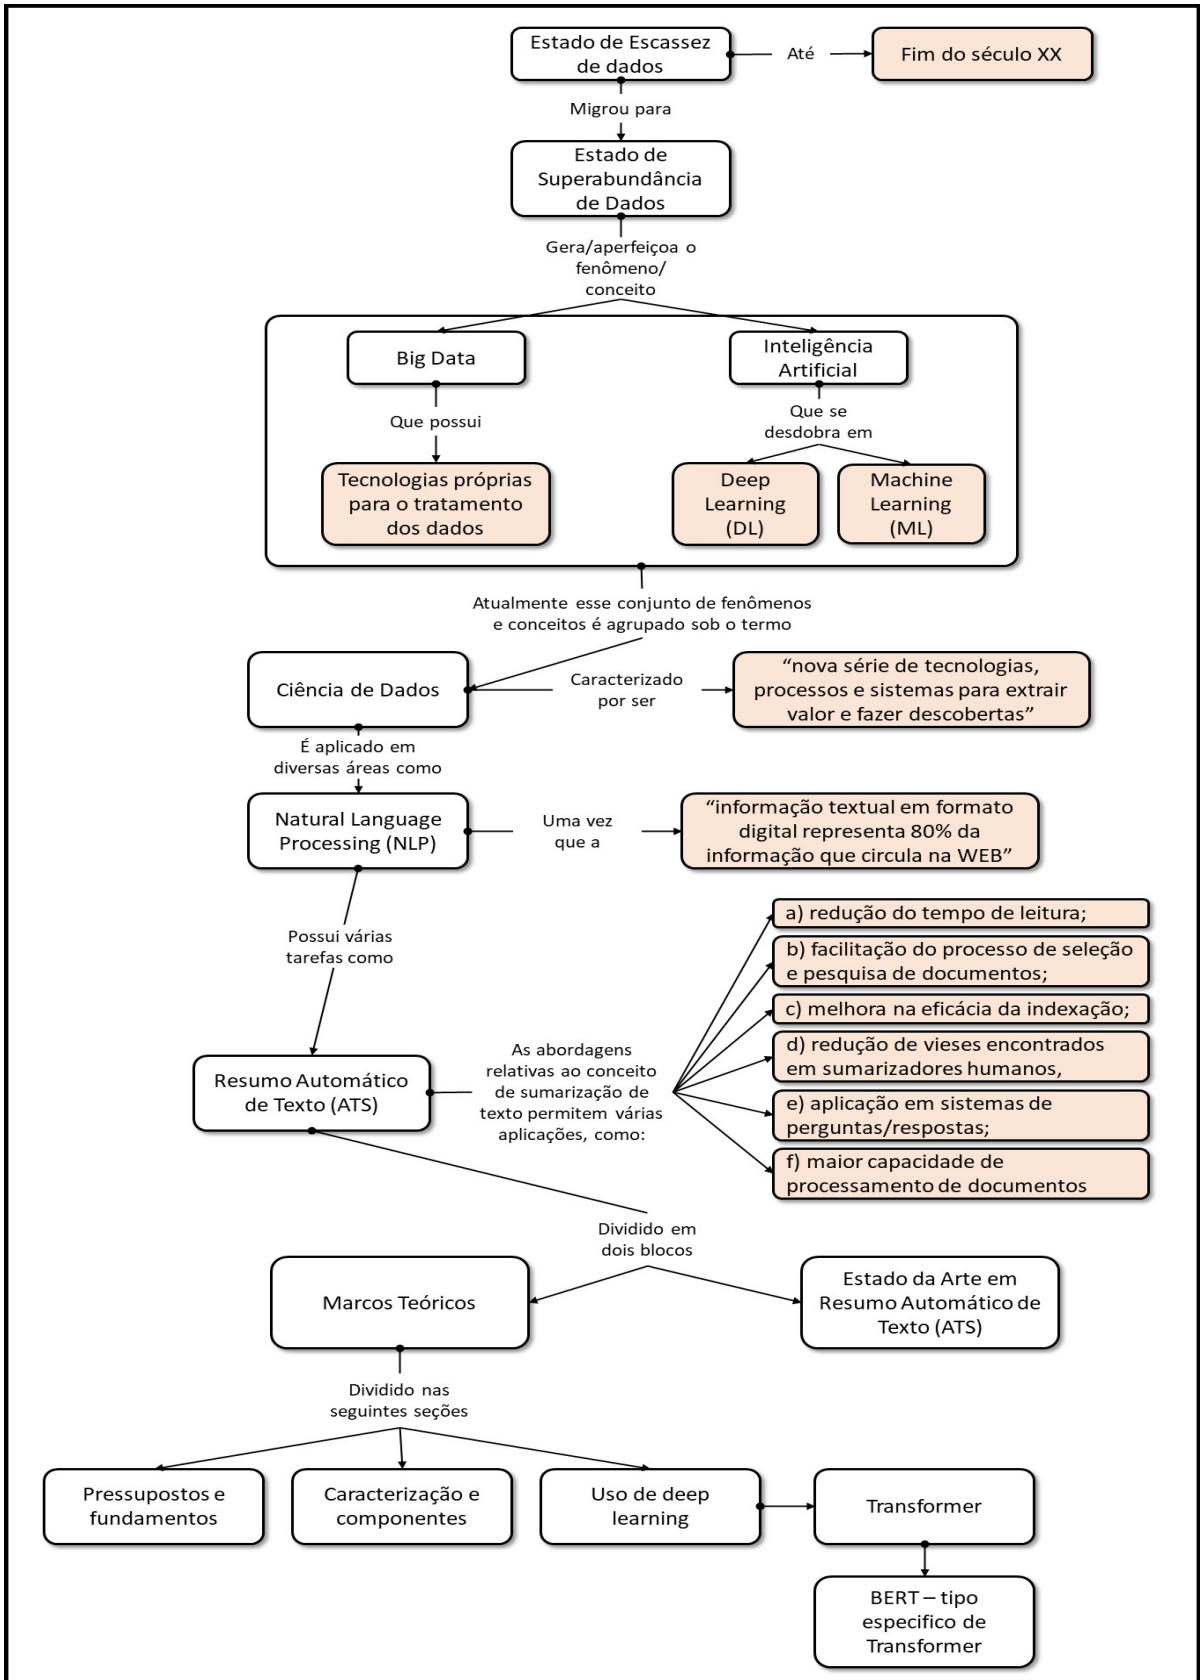 Estado de Escassez
de dados
Até
Fim do século XX
Migrou para
Estado de
Superabundância
de Dados
Gera/aperfeiçoa o
fenômeno/
conceito
Big Data
Inteligência
Artificial
Que possui
Que se
desdobra em
Tecnologias próprias
para o tratamento
dos dados
Deep
Learning
(DL)
Machine
Learning
(ML)
Atualmente esse conjunto de fenômenos
e conceitos é agrupado sob o termo
Ciência de Dados
Caracterizado
por ser
“nova série de tecnologias,
processos e sistemas para extrair
valor e fazer descobertas”
É aplicado em
diversas áreas como
Natural Language
Processing (NLP)
Uma vez
que a
“informação textual em formato
digital representa 80% da
informação que circula na WEB”
Possui várias
tarefas como
Resumo Automático
de Texto (ATS)
As abordagens
relativas ao conceito
de sumarização de
texto permitem várias
aplicações, como:
a) redução do tempo de leitura;
b) facilitação do processo de seleção
e pesquisa de documentos;
c) melhora na eficácia da indexação;
d) redução de vieses encontrados
em sumarizadores humanos,
e) aplicação em sistemas de
perguntas/respostas;
f) maior capacidade de
processamento de documentos
Dividido em
dois blocos
Marcos Teóricos
Estado da Arte em
Resumo Automático de
Texto (ATS)
Dividido nas
seguintes seções
Pressupostos e
fundamentos
Caracterização e
componentes
Uso de deep
learning
Transformer
BERT – tipo
especifico de
Transformer